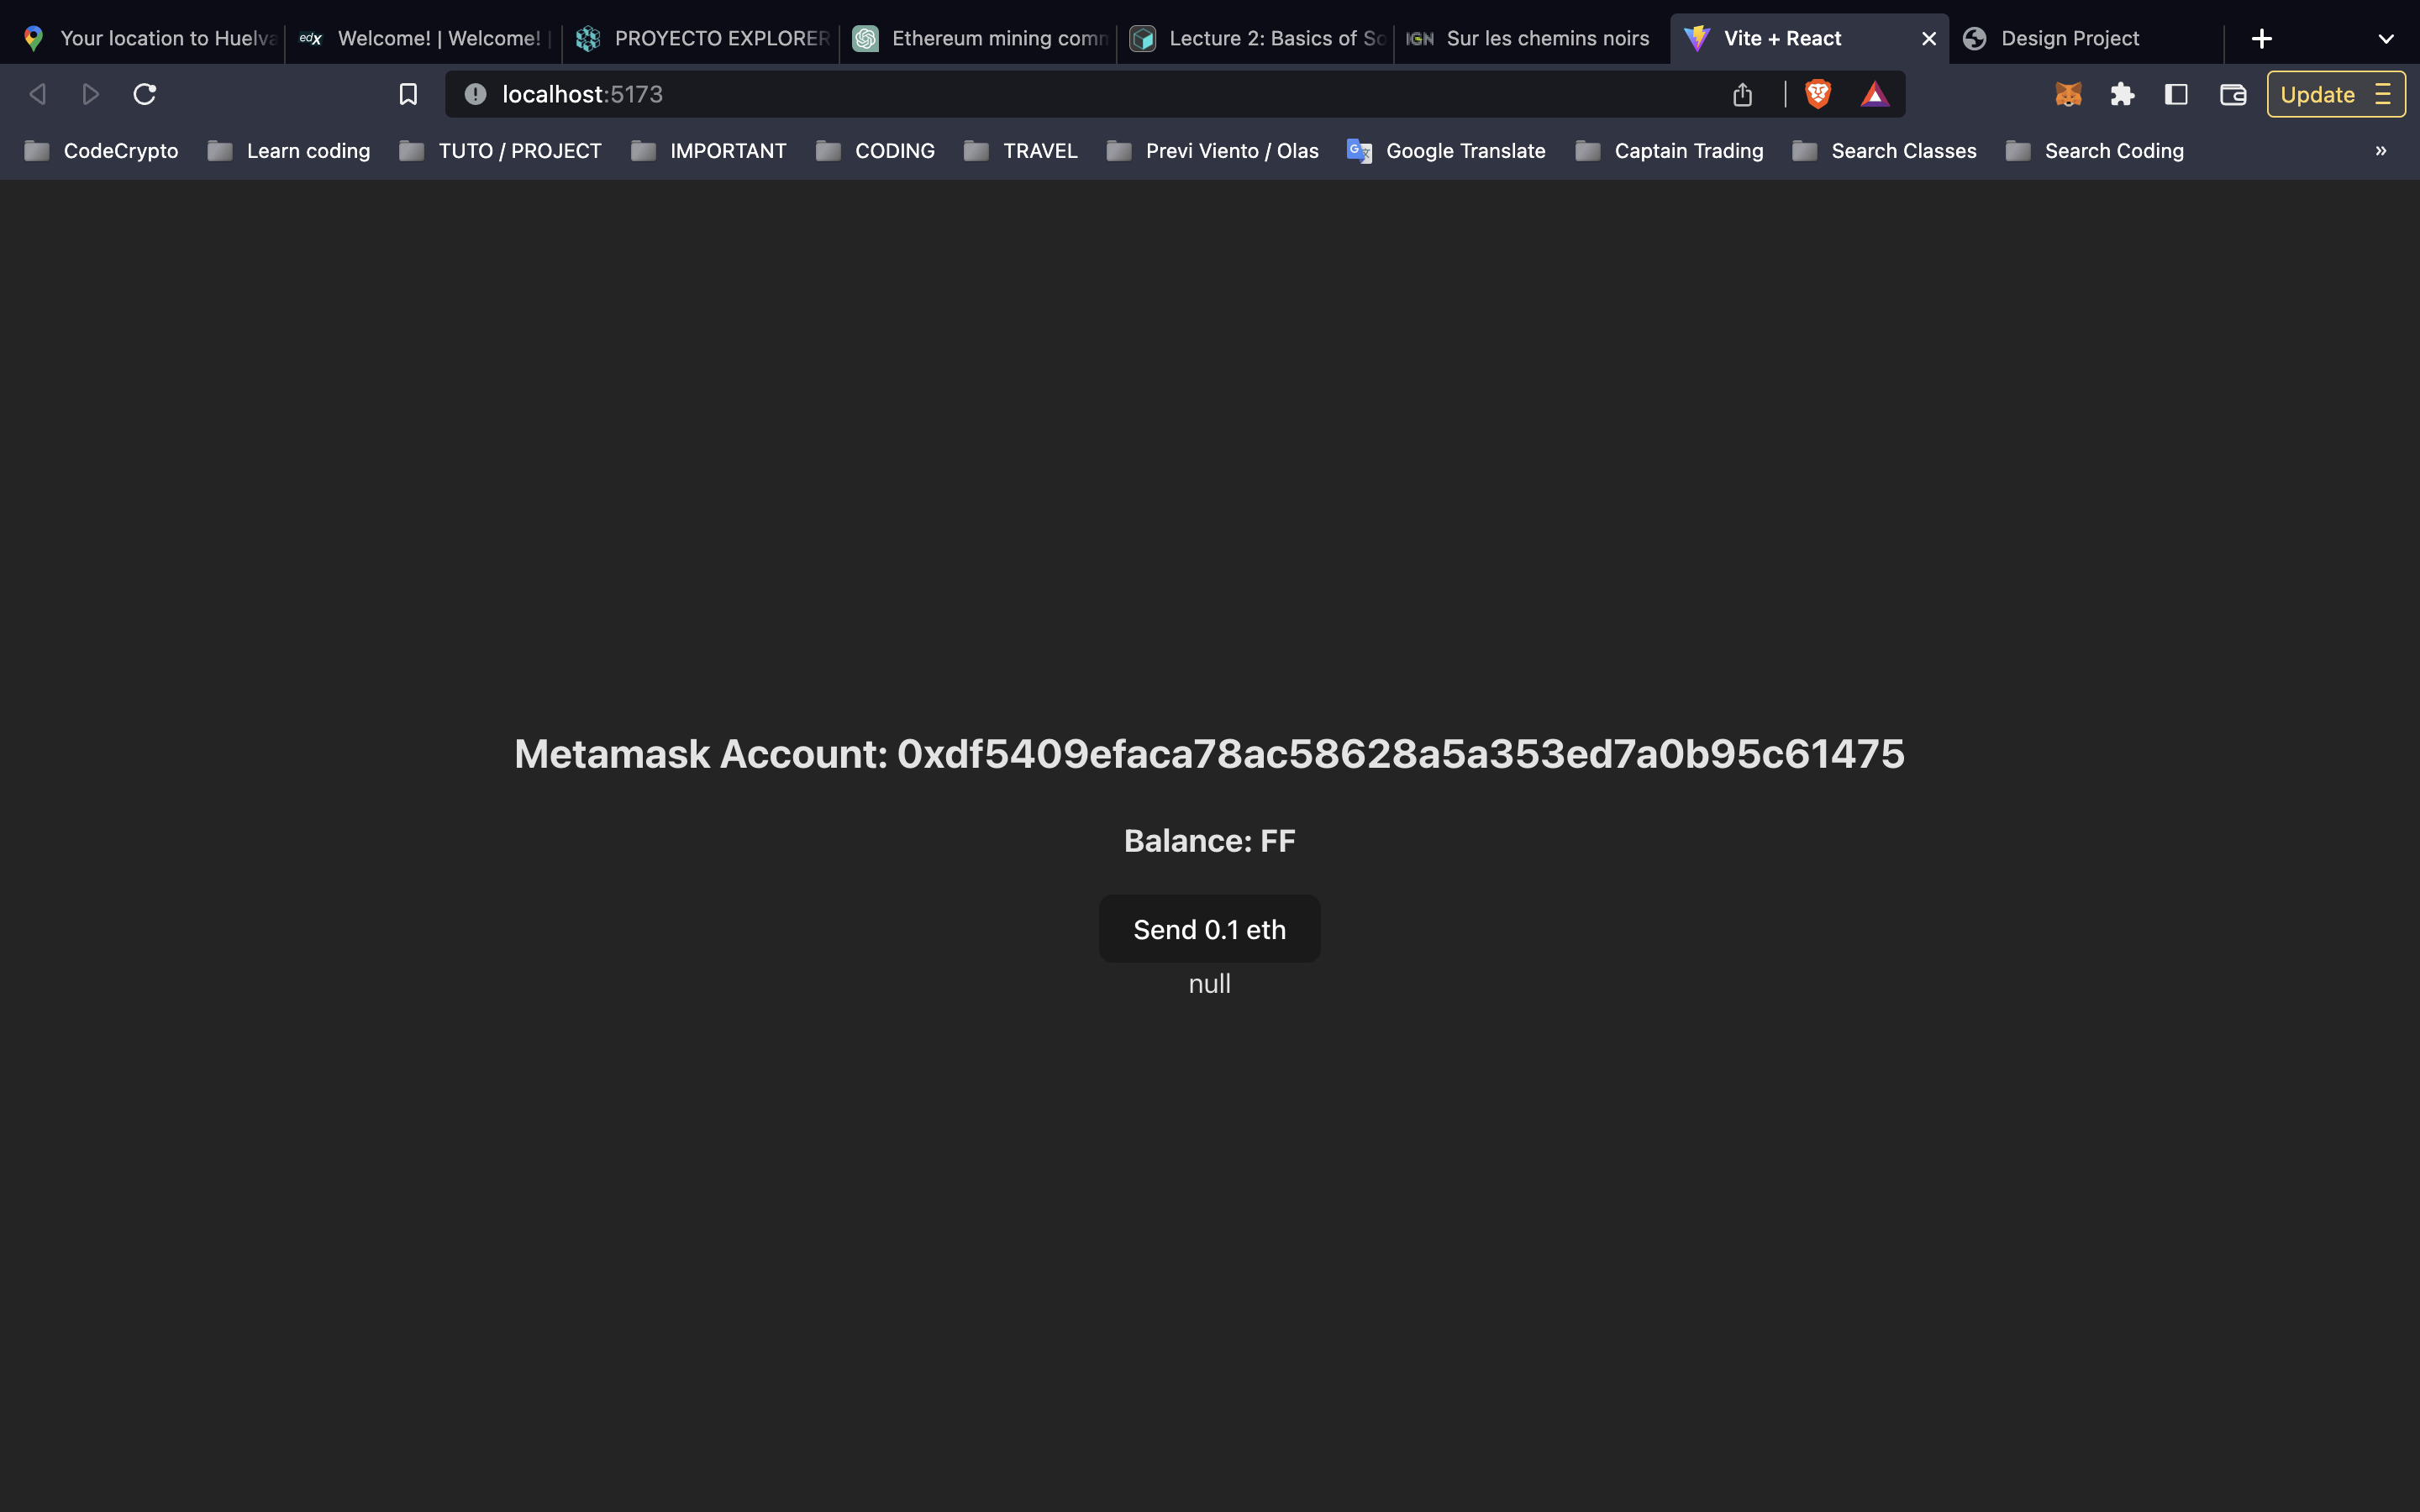 Your location to Huelva
edX Welcome! | Welcome! |
PROYECTO EXPLORER
Ethereum mining comm
Lecture 2: Basics of So
IGN Sur les chemins noirs
Vite + React
Design Project
localhost:5173
Update
CodeCrypto
Learn coding
TUTO / PROJECT
IMPORTANT
CODING
TRAVEL
Previ Viento / Olas
Google Translate
Captain Trading
Search Classes
Search Coding
»
Metamask Account: 0xdf5409efaca78ac58628a5a353ed7a0b95c61475
Balance: FF
Send 0.1 eth
null